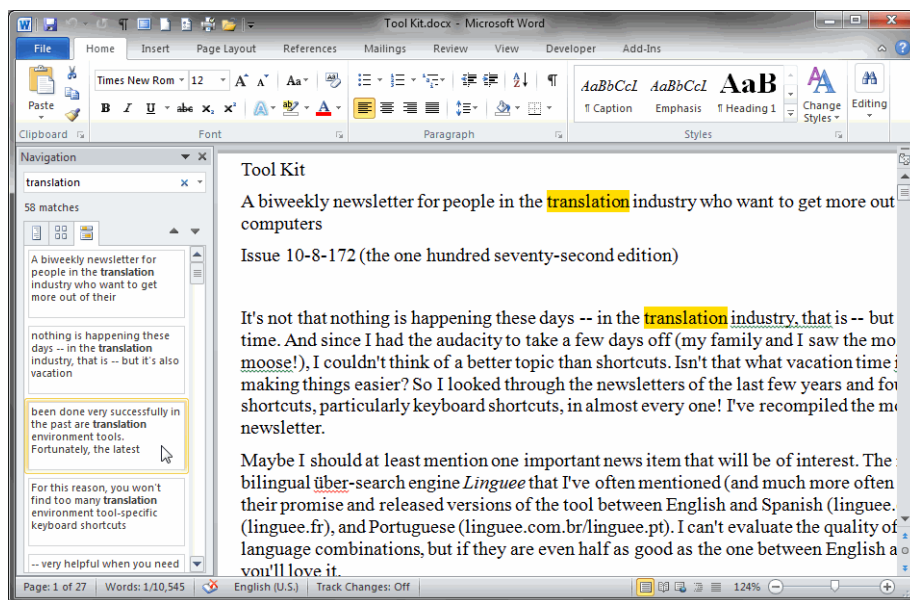 Tool Kit.docx - Microsoft Word
File Home Insert Page Layout References Mailings Review View Developer Add-Ins
Times New Rom 12
Paste
AaBbCcI AaBbCcI AaB
¶ Caption Emphasis ¶ Heading 1
Change Styles
Editing
Clipboard Font Paragraph Styles
Navigation
translation
58 matches
A biweekly newsletter for
people in the translation
industry who want to get
more out of their
nothing is happening these
days -- in the translation
industry, that is -- but it's also
vacation
been done very successfully in
the past are translation
environment tools.
Fortunately, the latest
For this reason, you won't
find too many translation
environment tool-specific
keyboard shortcuts
-- very helpful when you need
Tool Kit
A biweekly newsletter for people in the translation industry who want to get more out
computers
Issue 10-8-172 (the one hundred seventy-second edition)
It's not that nothing is happening these days -- in the translation industry, that is -- but
time. And since I had the audacity to take a few days off (my family and I saw the mo
moose!), I couldn't think of a better topic than shortcuts. Isn't that what vacation time
making things easier? So I looked through the newsletters of the last few years and fou
shortcuts, particularly keyboard shortcuts, in almost every one! I've recompiled the mo
newsletter.
Maybe I should at least mention one important news item that will be of interest. The
bilingual über-search engine Linguee that I've often mentioned (and much more often
their promise and released versions of the tool between English and Spanish (linguee.
(linguee.fr), and Portuguese (linguee.com.br/linguee.pt). I can't evaluate the quality of
language combinations, but if they are even half as good as the one between English a
you'll love it.
Page: 1 of 27 Words: 1/10,545 English (U.S.) Track Changes: Off 124%